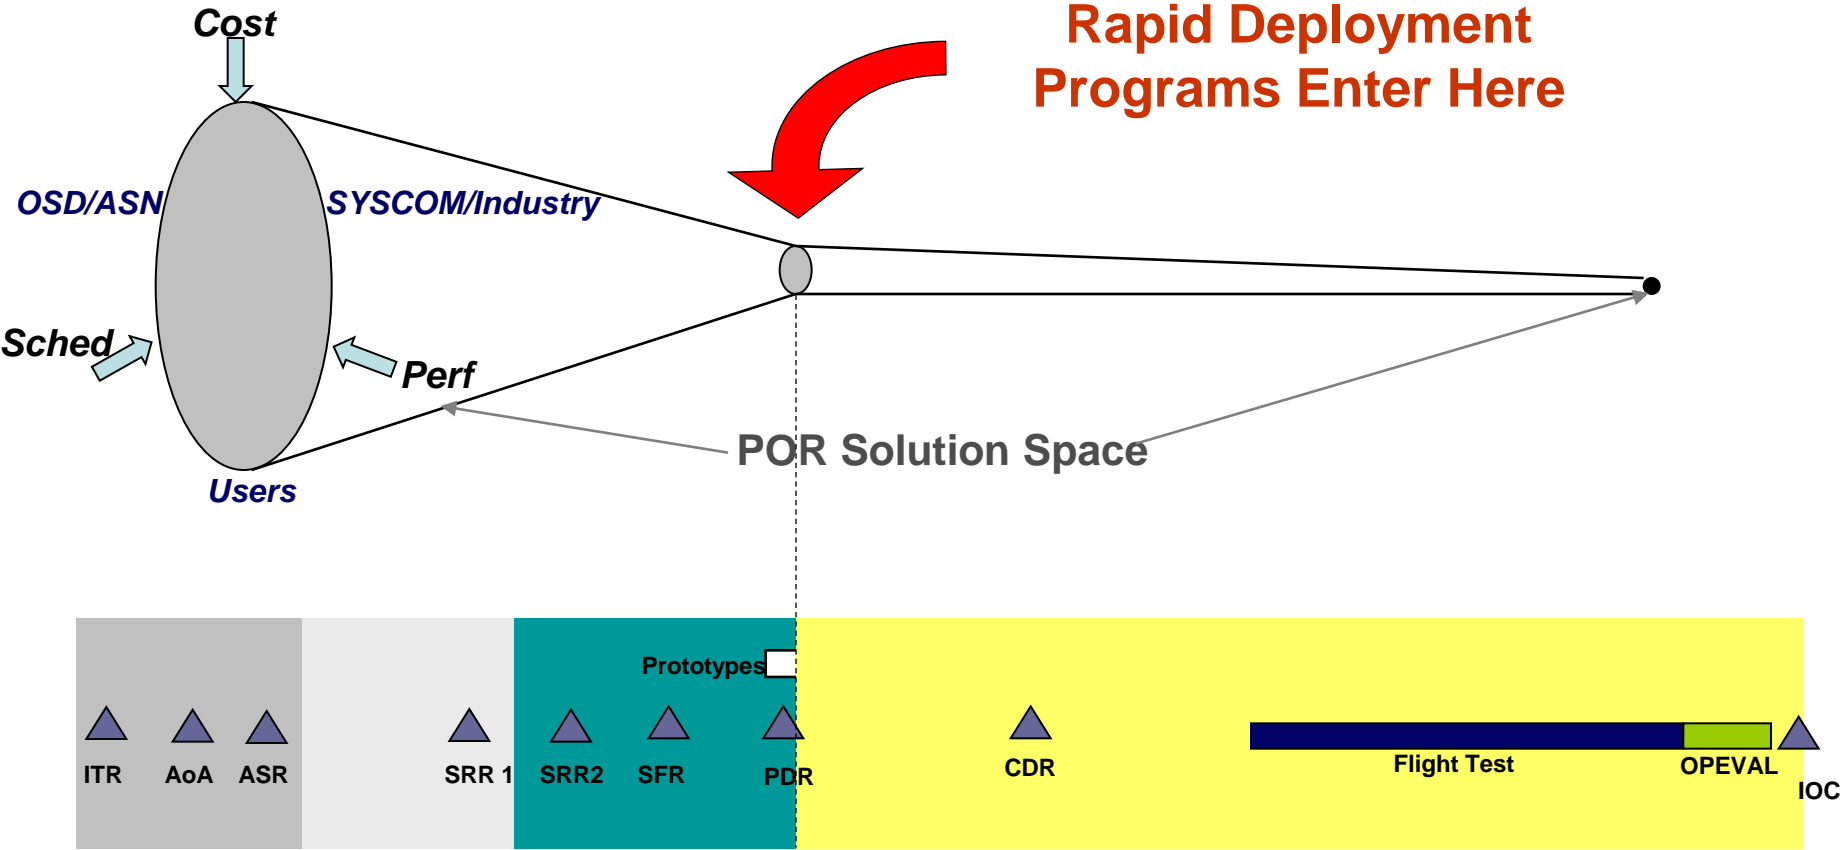 Cost
Rapid Deployment
Programs Enter Here
OSD/ASN
SYSCOM/Industry
Sched
Perf
POR Solution Space
Users
Prototypes
ITR
AoA
ASR
SRR 1
SRR2
SFR
PDR
CDR
Flight Test
OPEVAL
IOC